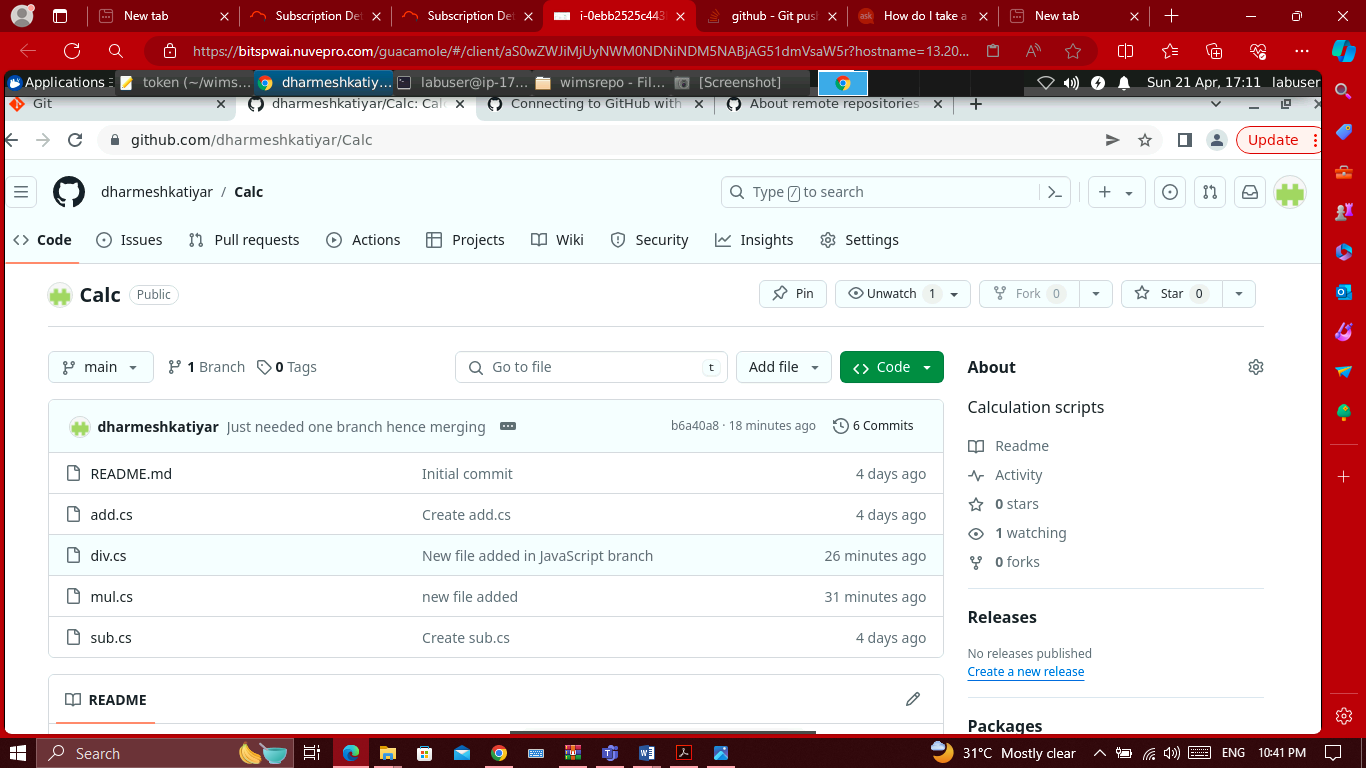 New tab
Subscription Det
Subscription Det
i-0ebb2525c443
github - Git push
ask
How do I take a
New tab
https://bitspwai.nuvepro.com/guacamole/#/client/aS0wZWJiMjUyNWM0NDNiNDM5NABjAG51dmVsaW5r?hostname=13.20...
Applications
token (~/wims...
dharmeshkatiy...
labuser@ip-17...
wimsrepo - Fil...
[Screenshot]
Sun 21 Apr, 17:11
labuser
Git
dharmeshkatiyar/Calc: Calc
Connecting to GitHub with
About remote repositories
github.com/dharmeshkatiyar/Calc
Update
dharmeshkatiyar / Calc
Type / to search
Code
Issues
Pull requests
Actions
Projects
Wiki
Security
Insights
Settings
Calc Public
Pin
Unwatch 1
Fork 0
Star 0
main
1 Branch
0 Tags
Go to file t
Add file
Code
About
Calculation scripts
dharmeshkatiyar Just needed one branch hence merging
b6a40a8 · 18 minutes ago
6 Commits
README.md Initial commit 4 days ago
add.cs Create add.cs 4 days ago
div.cs New file added in JavaScript branch 26 minutes ago
mul.cs new file added 31 minutes ago
sub.cs Create sub.cs 4 days ago
README
Readme
Activity
0 stars
1 watching
0 forks
Releases
No releases published
Create a new release
Packages
Search
31°C Mostly clear
ENG
10:41 PM